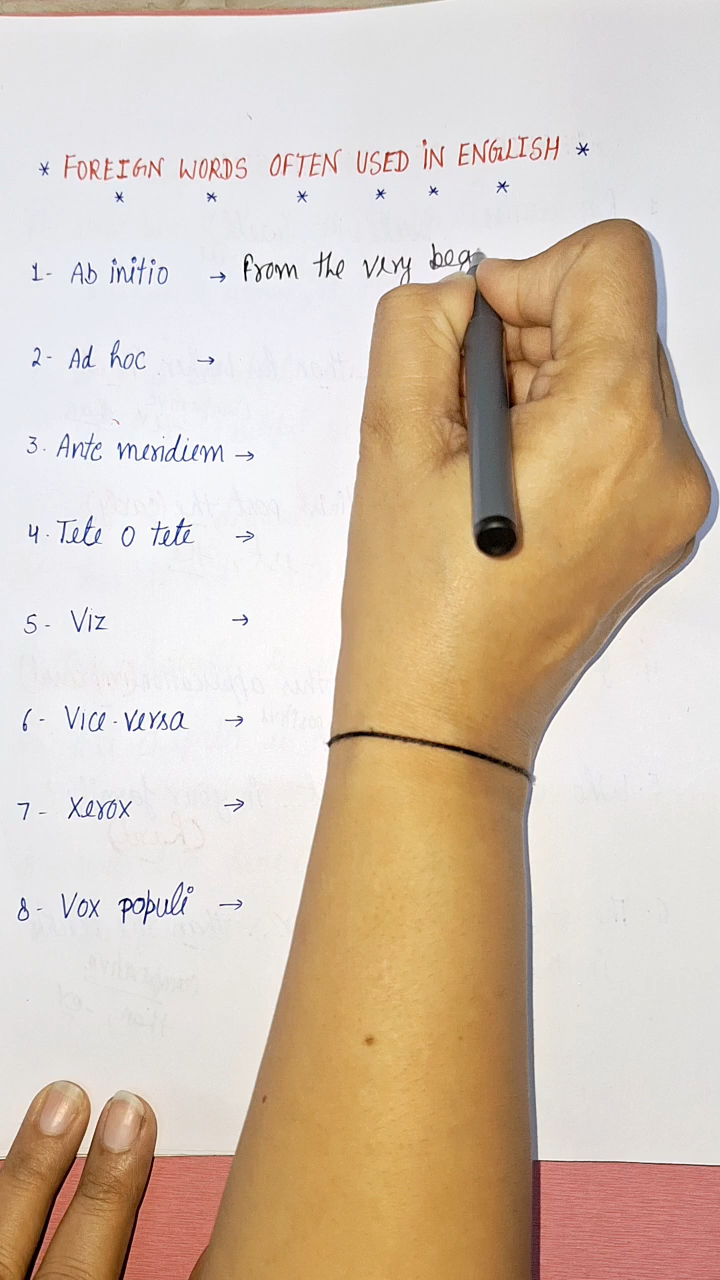 * FOREIGN WORDS OFTEN USED IN ENGLISH *
* * * * * *
1- Ab initio → From the very beg
2- Ad hoc →
3. Ante meridiem →
4. Tete o tete →
5- Viz →
6- Vice-versa →
7- Xerox →
8- Vox populi →